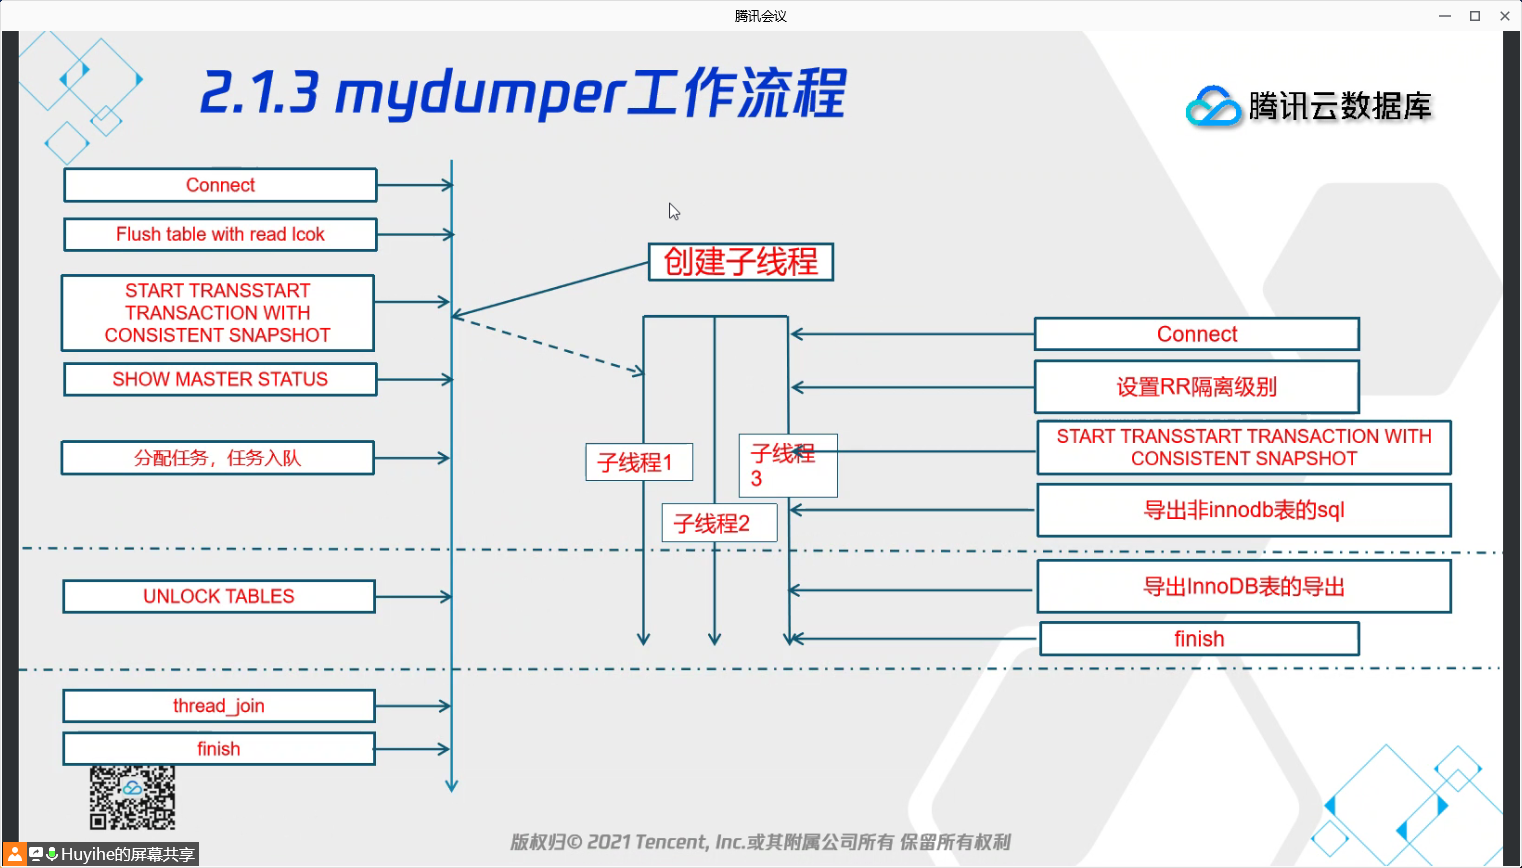 腾讯会议
2.1.3 mydumper工作流程
腾讯云数据库
Connect
Flush table with read lcok
START TRANSSTART
TRANSACTION WITH
CONSISTENT SNAPSHOT
SHOW MASTER STATUS
分配任务，任务入队
UNLOCK TABLES
thread_join
finish
创建子线程
子线程1
子线程2
子线程
3
Connect
设置RR隔离级别
START TRANSSTART TRANSACTION WITH
CONSISTENT SNAPSHOT
导出非innodb表的sql
导出InnoDB表的导出
finish
版权归© 2021 Tencent, Inc.或其附属公司所有 保留所有权利
Huyihe的屏幕共享